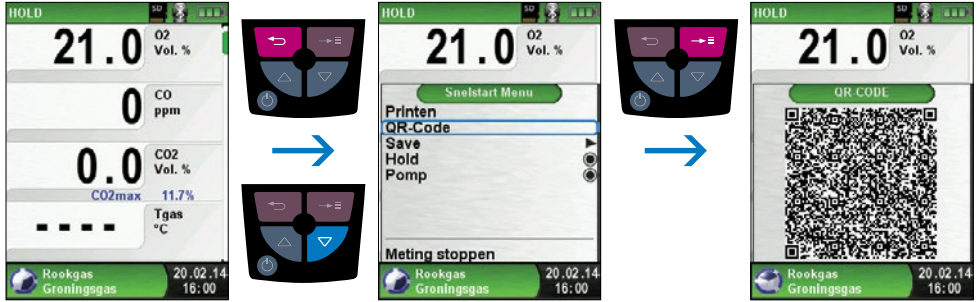 HOLD
SD
21.0 O2
Vol. %
0 CO
ppm
0.0 CO2
Vol. %
CO2max 11.7%
---- Tgas
°C
Rookgas 20.02.14
Groningsgas 16:00
HOLD
SD
21.0 O2
Vol. %
Snelstart Menu
Printen
QR-Code
Save
Hold
Pomp
Meting stoppen
Rookgas 20.02.14
Groningsgas 16:00
HOLD
SD
21.0 O2
Vol. %
QR-CODE
Rookgas 20.02.14
Groningsgas 16:00